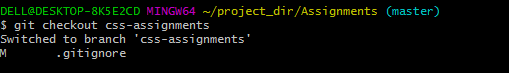 DELL@DESKTOP-8K5E2CD MINGW64 ~/project_dir/Assignments (master)
$ git checkout css-assignments
Switched to branch 'css-assignments'
M       .gitignore